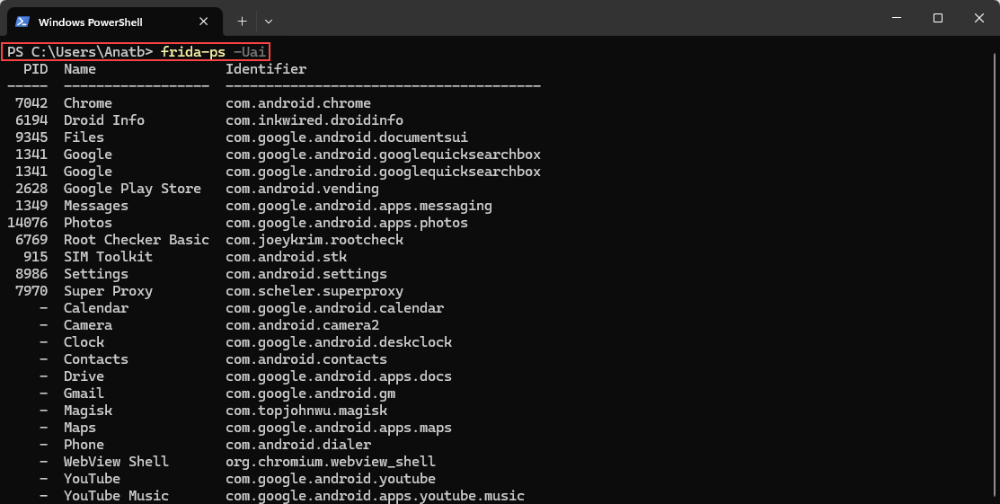 Windows PowerShell
PS C:\Users\Anatb> frida-ps -Uai
  PID  Name                Identifier
-----  ------------------  ---------------------------------------
 7042  Chrome              com.android.chrome
 6194  Droid Info          com.inkwired.droidinfo
 9345  Files               com.google.android.documentsui
 1341  Google              com.google.android.googlequicksearchbox
 1341  Google              com.google.android.googlequicksearchbox
 2628  Google Play Store   com.android.vending
 1349  Messages            com.google.android.apps.messaging
14076  Photos              com.google.android.apps.photos
 6769  Root Checker Basic  com.joeykrim.rootcheck
  915  SIM Toolkit         com.android.stk
 8986  Settings            com.android.settings
 7970  Super Proxy         com.scheler.superproxy
    -  Calendar            com.google.android.calendar
    -  Camera              com.android.camera2
    -  Clock               com.google.android.deskclock
    -  Contacts            com.android.contacts
    -  Drive               com.google.android.apps.docs
    -  Gmail               com.google.android.gm
    -  Magisk              com.topjohnwu.magisk
    -  Maps                com.google.android.apps.maps
    -  Phone               com.android.dialer
    -  WebView Shell       org.chromium.webview_shell
    -  YouTube             com.google.android.youtube
    -  YouTube Music       com.google.android.apps.youtube.music